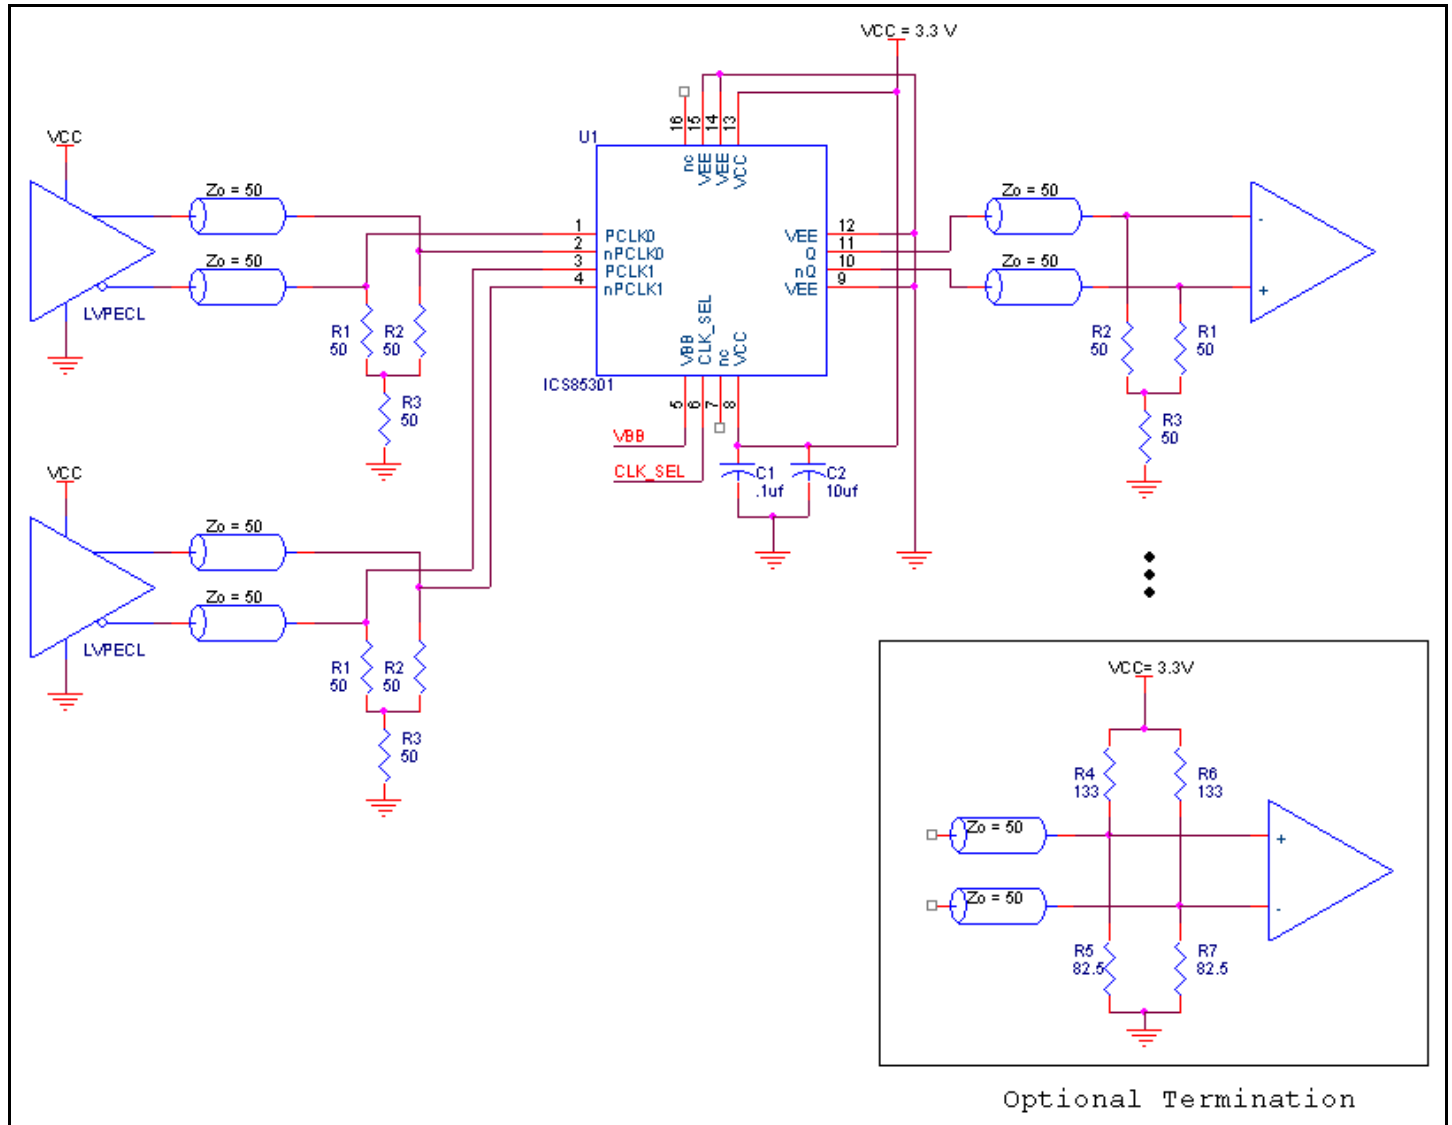 VCC = 3.3 V
16
15
14
13
U1
nc
VEE
VEE
VCC
VCC
Zo = 50
Zo = 50
LVPECL
R1
50
R2
50
R3
50
1
2
3
4
PCLK0
nPCLK0
PCLK1
nPCLK1
VEE
Q
nQ
VEE
12
11
10
9
VBB
CLK_SEL
nc
VCC
ICS85301
5
6
7
8
VBB
CLK_SEL
C1
.1uf
C2
10uf
Zo = 50
Zo = 50
-
+
R2
50
R1
50
R3
50
VCC
Zo = 50
Zo = 50
LVPECL
R1
50
R2
50
R3
50
VCC= 3.3V
R4
133
R6
133
Zo = 50
Zo = 50
+
-
R5
82.5
R7
82.5
Optional Termination